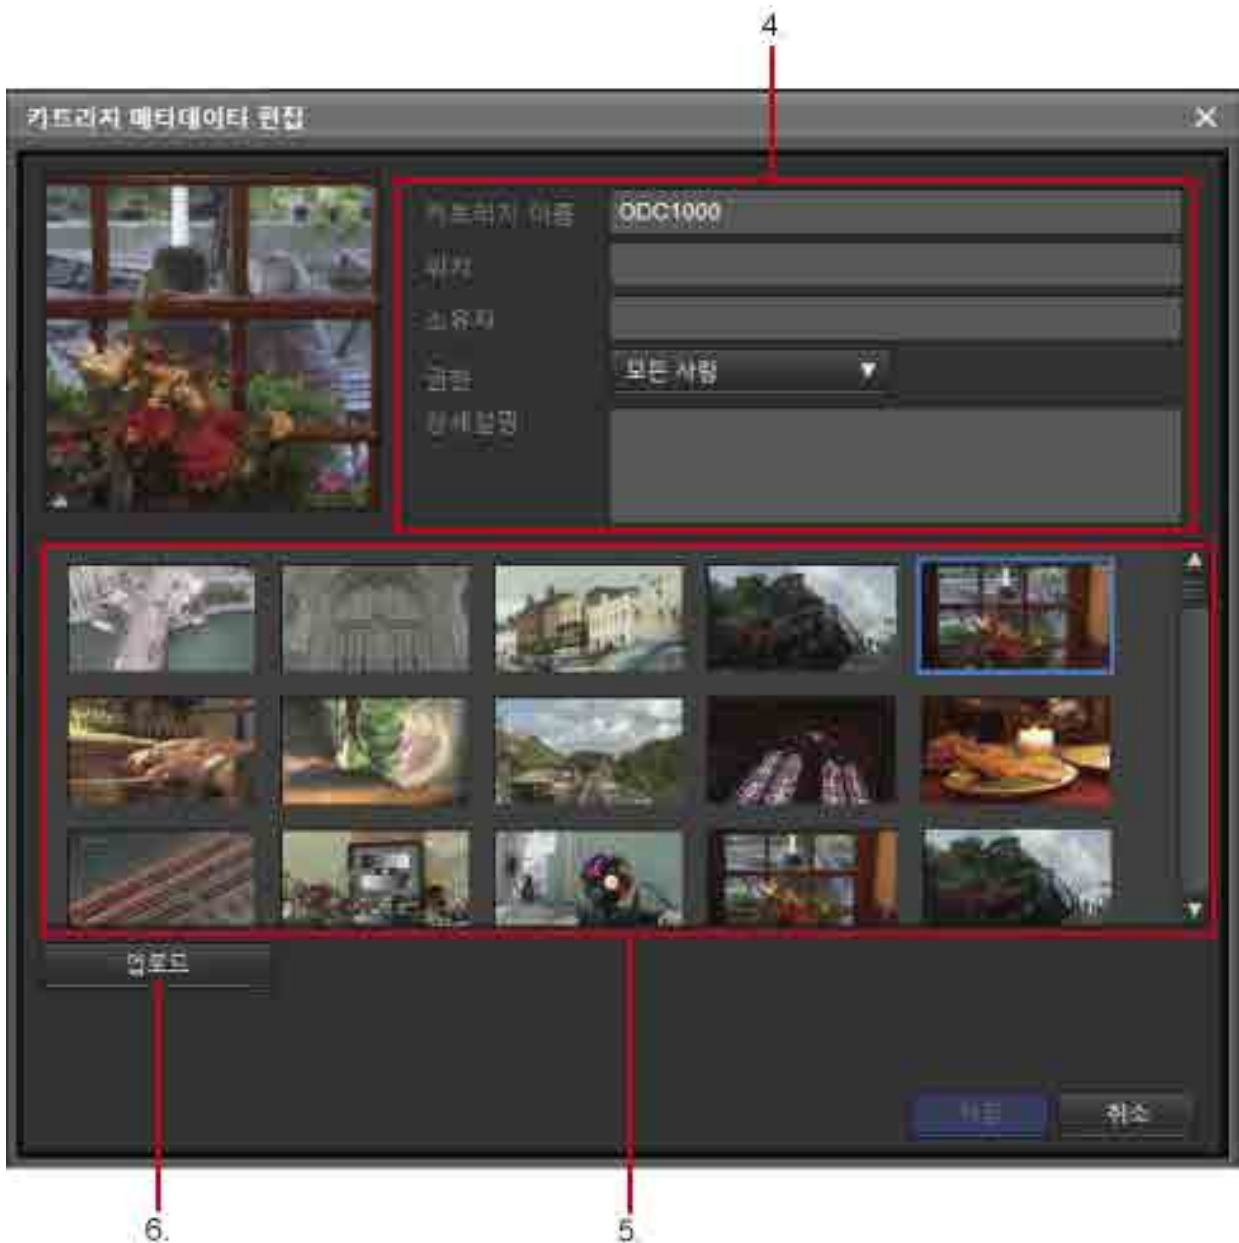 4.
카트리지 메타데이터 편집
카트리지 이름 ODC1000
위치
소유자
권한 모든 사람
상세설명
업로드
취소
6.
5.